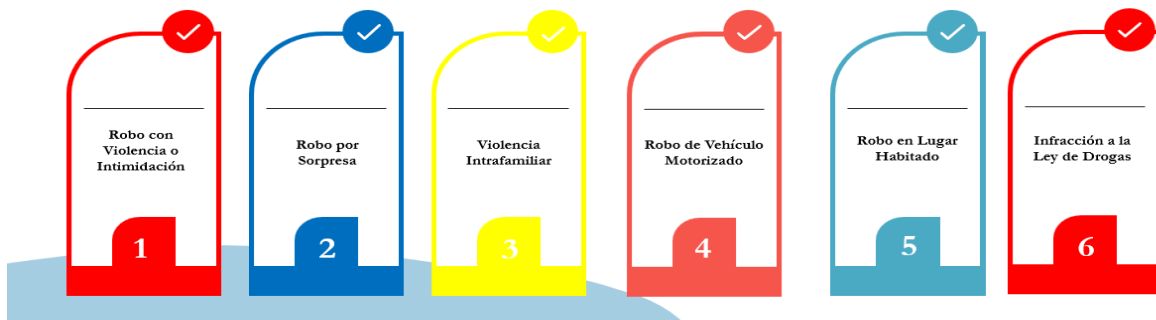 Robo con
Violencia o
Intimidación
1
Robo por
Sorpresa
2
Violencia
Intrafamiliar
3
Robo de Vehículo
Motorizado
4
Robo en Lugar
Habitado
5
Infracción a la
Ley de Drogas
6